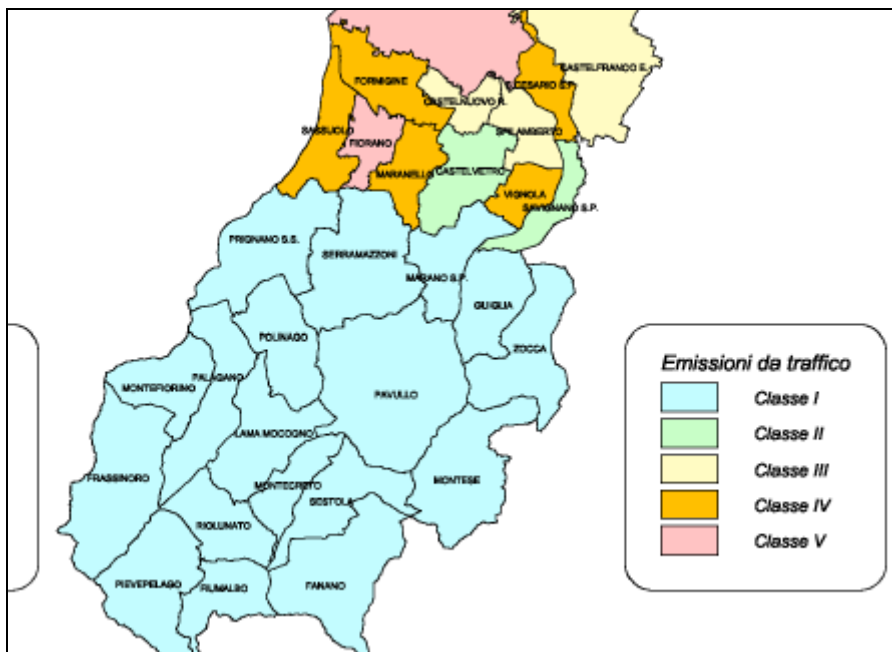 CASTELFRANCO E.
FORMIGINE
S.CESARIO S.P.
CASTELNUOVO R.
SASSUOLO
SPILAMBERTO
FIORANO
MARANELLO
CASTELVETRO
VIGNOLA
SAVIGNANO S.P.
PRIGNANO S.S.
SERRAMAZZONI
MARANO S.P.
GUIGLIA
POLINAGO
ZOCCA
PALAGANO
MONTEFIORINO
PAVULLO
LAMA MOCOGNO
FRASSINORO
MONTECRETO
MONTESE
SESTOLA
RIOLUNATO
PIEVEPELAGO
FIUMALBO
FANANO
Emissioni da traffico
Classe I
Classe II
Classe III
Classe IV
Classe V